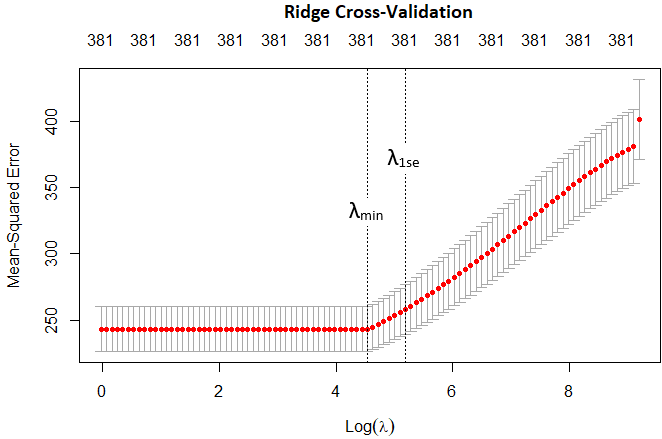 Ridge Cross-Validation
381 381 381 381 381 381 381 381 381 381 381 381 381
Mean-Squared Error
400
350
300
250
λ1se
λmin
0 2 4 6 8
Log(λ)